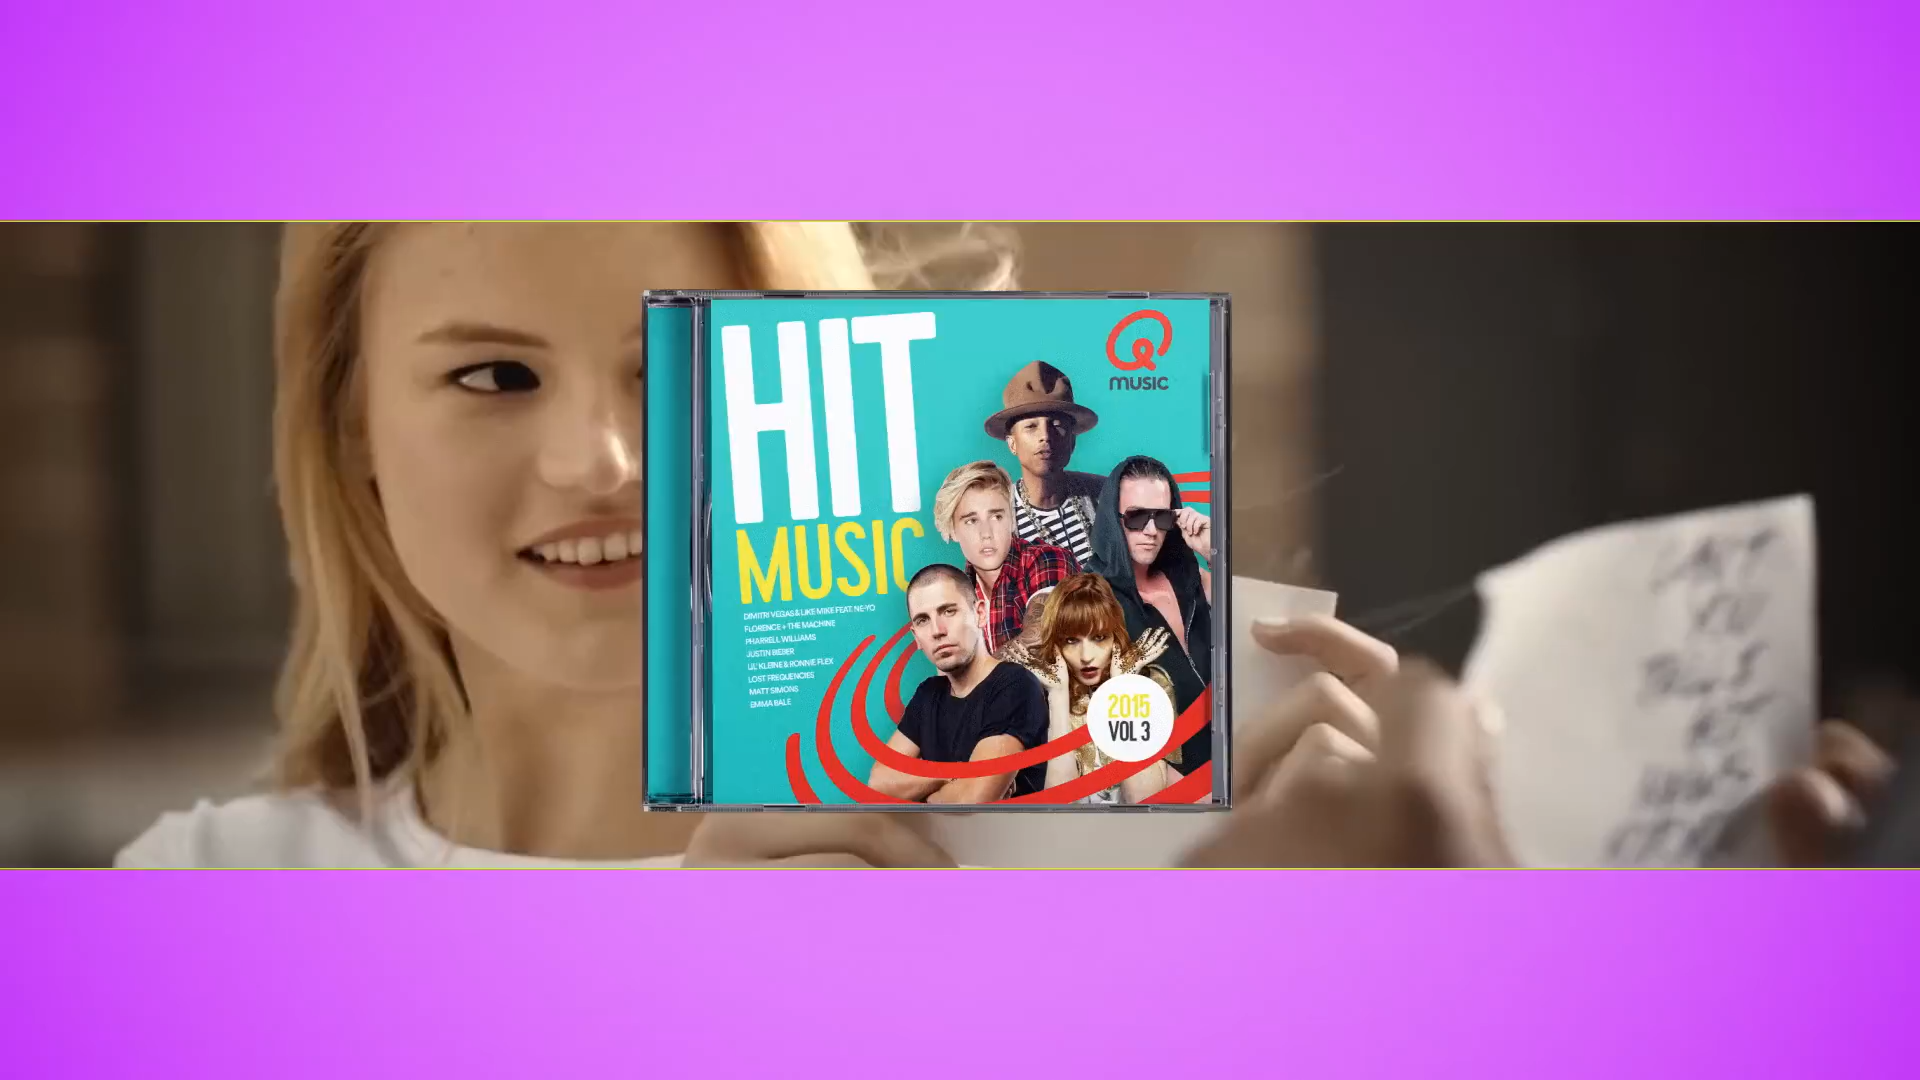 HIT
MUSIC
Q
MUSIC
DIMITRI VEGAS & LIKE MIKE FEAT. NE-YO
FLORENCE + THE MACHINE
PHARRELL WILLIAMS
JUSTIN BIEBER
LIL' KLEINE & RONNIE FLEX
LOST FREQUENCIES
MATT SIMONS
EMMA BALE
2015
VOL 3